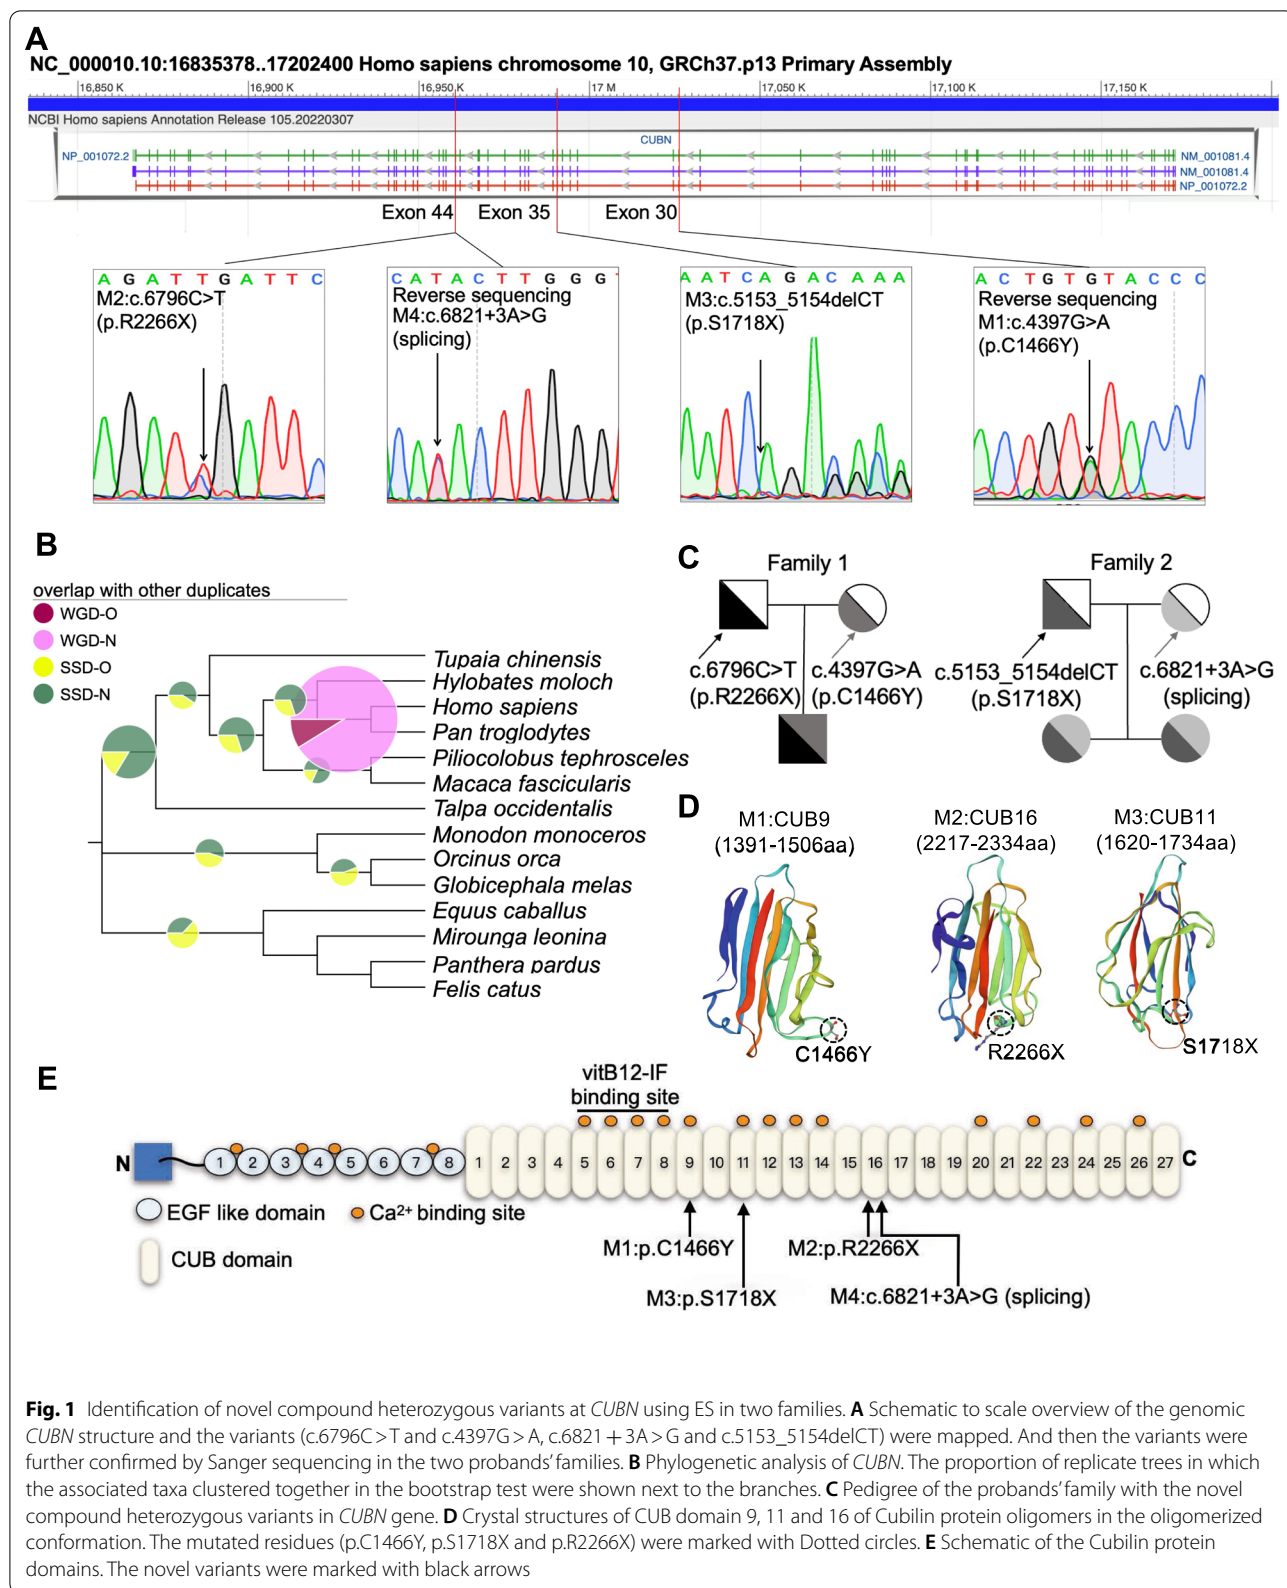 A
NC_000010.10:16835378..17202400 Homo sapiens chromosome 10, GRCh37.p13 Primary Assembly
16,850 K 16,900 K 16,950 K 17 M 17,050 K 17,100 K 17,150 K
NCBI Homo sapiens Annotation Release 105.20220307
CUBN
NP_001072.2 NM_001081.4
NM_001081.4
NP_001072.2
Exon 44 Exon 35 Exon 30
A G A T T G A T T C
M2:c.6796C>T
(p.R2266X)
C A T A C T T G G G T
Reverse sequencing
M4:c.6821+3A>G
(splicing)
A A T C A G A C A A A
M3:c.5153_5154delCT
(p.S1718X)
A C T G T G T A C C C
Reverse sequencing
M1:c.4397G>A
(p.C1466Y)
B
overlap with other duplicates
WGD-O
WGD-N
SSD-O
SSD-N
Tupaia chinensis
Hylobates moloch
Homo sapiens
Pan troglodytes
Piliocolobus tephrosceles
Macaca fascicularis
Talpa occidentalis
Monodon monoceros
Orcinus orca
Globicephala melas
Equus caballus
Mirounga leonina
Panthera pardus
Felis catus
C
Family 1 Family 2
c.6796C>T c.4397G>A
(p.R2266X) (p.C1466Y)
c.5153_5154delCT c.6821+3A>G
(p.S1718X) (splicing)
D
M1:CUB9 M2:CUB16 M3:CUB11
(1391-1506aa) (2217-2334aa) (1620-1734aa)
C1466Y R2266X S1718X
E
vitB12-IF
binding site
N 1 2 3 4 5 6 7 8 1 2 3 4 5 6 7 8 9 10 11 12 13 14 15 16 17 18 19 20 21 22 23 24 25 26 27 C
EGF like domain Ca²⁺ binding site
CUB domain
M1:p.C1466Y M2:p.R2266X
M3:p.S1718X M4:c.6821+3A>G (splicing)
Fig. 1 Identification of novel compound heterozygous variants at CUBN using ES in two families. A Schematic to scale overview of the genomic
CUBN structure and the variants (c.6796C > T and c.4397G > A, c.6821 + 3A > G and c.5153_5154delCT) were mapped. And then the variants were
further confirmed by Sanger sequencing in the two probands' families. B Phylogenetic analysis of CUBN. The proportion of replicate trees in which
the associated taxa clustered together in the bootstrap test were shown next to the branches. C Pedigree of the probands' family with the novel
compound heterozygous variants in CUBN gene. D Crystal structures of CUB domain 9, 11 and 16 of Cubilin protein oligomers in the oligomerized
conformation. The mutated residues (p.C1466Y, p.S1718X and p.R2266X) were marked with Dotted circles. E Schematic of the Cubilin protein
domains. The novel variants were marked with black arrows